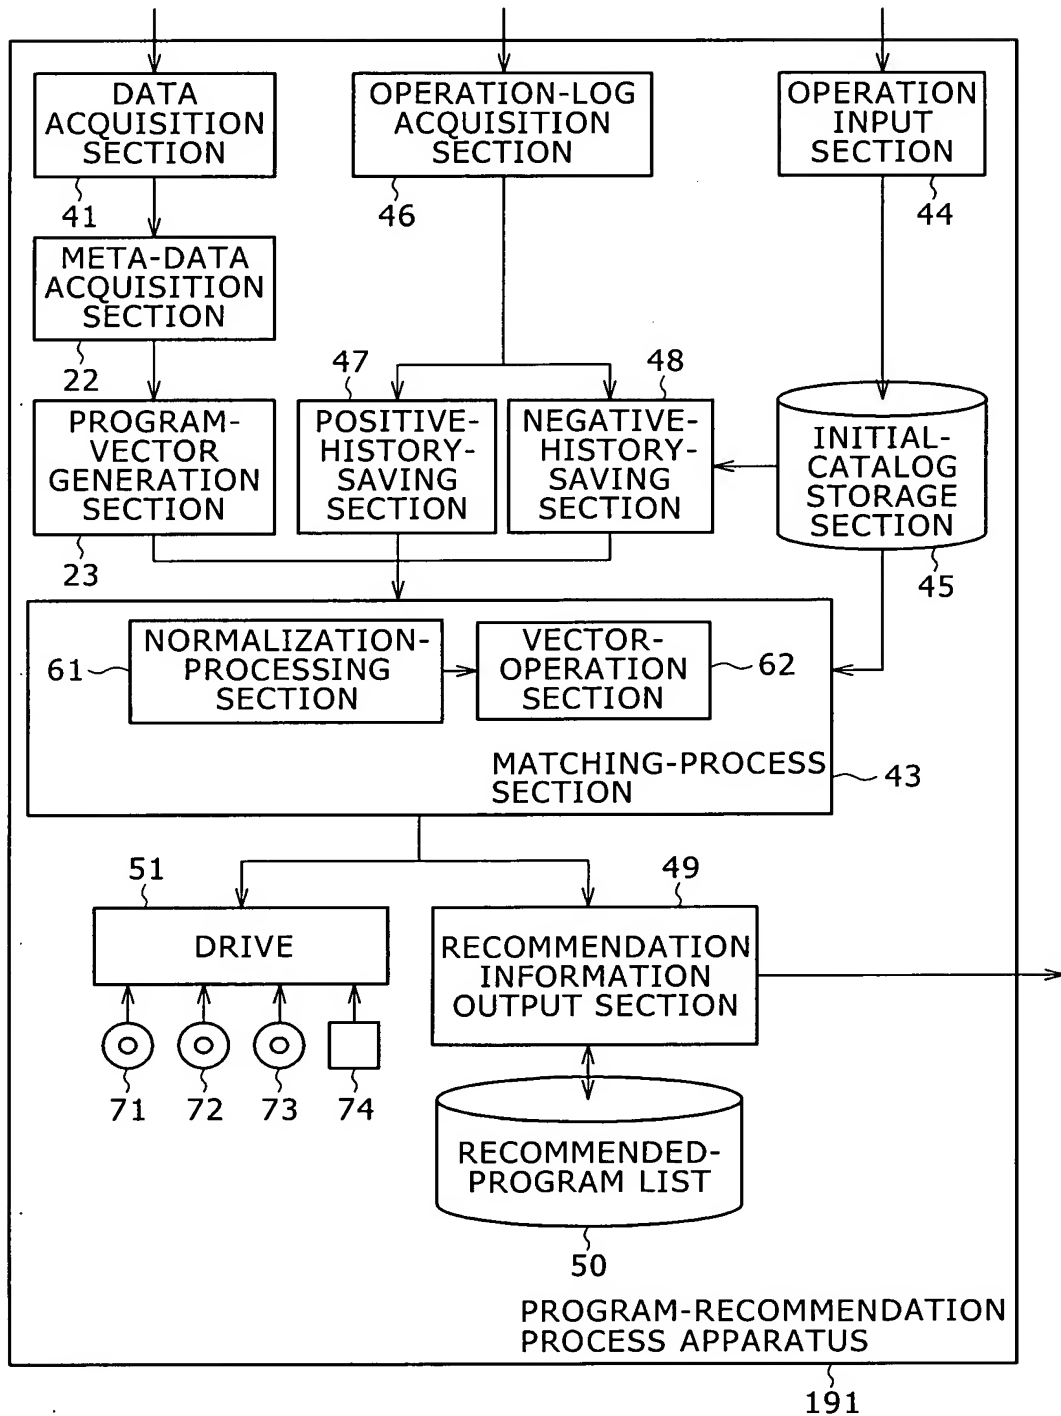 DATA
ACQUISITION
SECTION
41
OPERATION-LOG
ACQUISITION
SECTION
46
OPERATION
INPUT
SECTION
44
META-DATA
ACQUISITION
SECTION
22
PROGRAM-
VECTOR
GENERATION
SECTION
23
47
POSITIVE-
HISTORY-
SAVING
SECTION
48
NEGATIVE-
HISTORY-
SAVING
SECTION
INITIAL-
CATALOG
STORAGE
SECTION
45
61
NORMALIZATION-
PROCESSING
SECTION
VECTOR-
OPERATION
SECTION
62
MATCHING-PROCESS
SECTION
43
51
DRIVE
71
72
73
74
49
RECOMMENDATION
INFORMATION
OUTPUT SECTION
RECOMMENDED-
PROGRAM LIST
50
PROGRAM-RECOMMENDATION
PROCESS APPARATUS
191